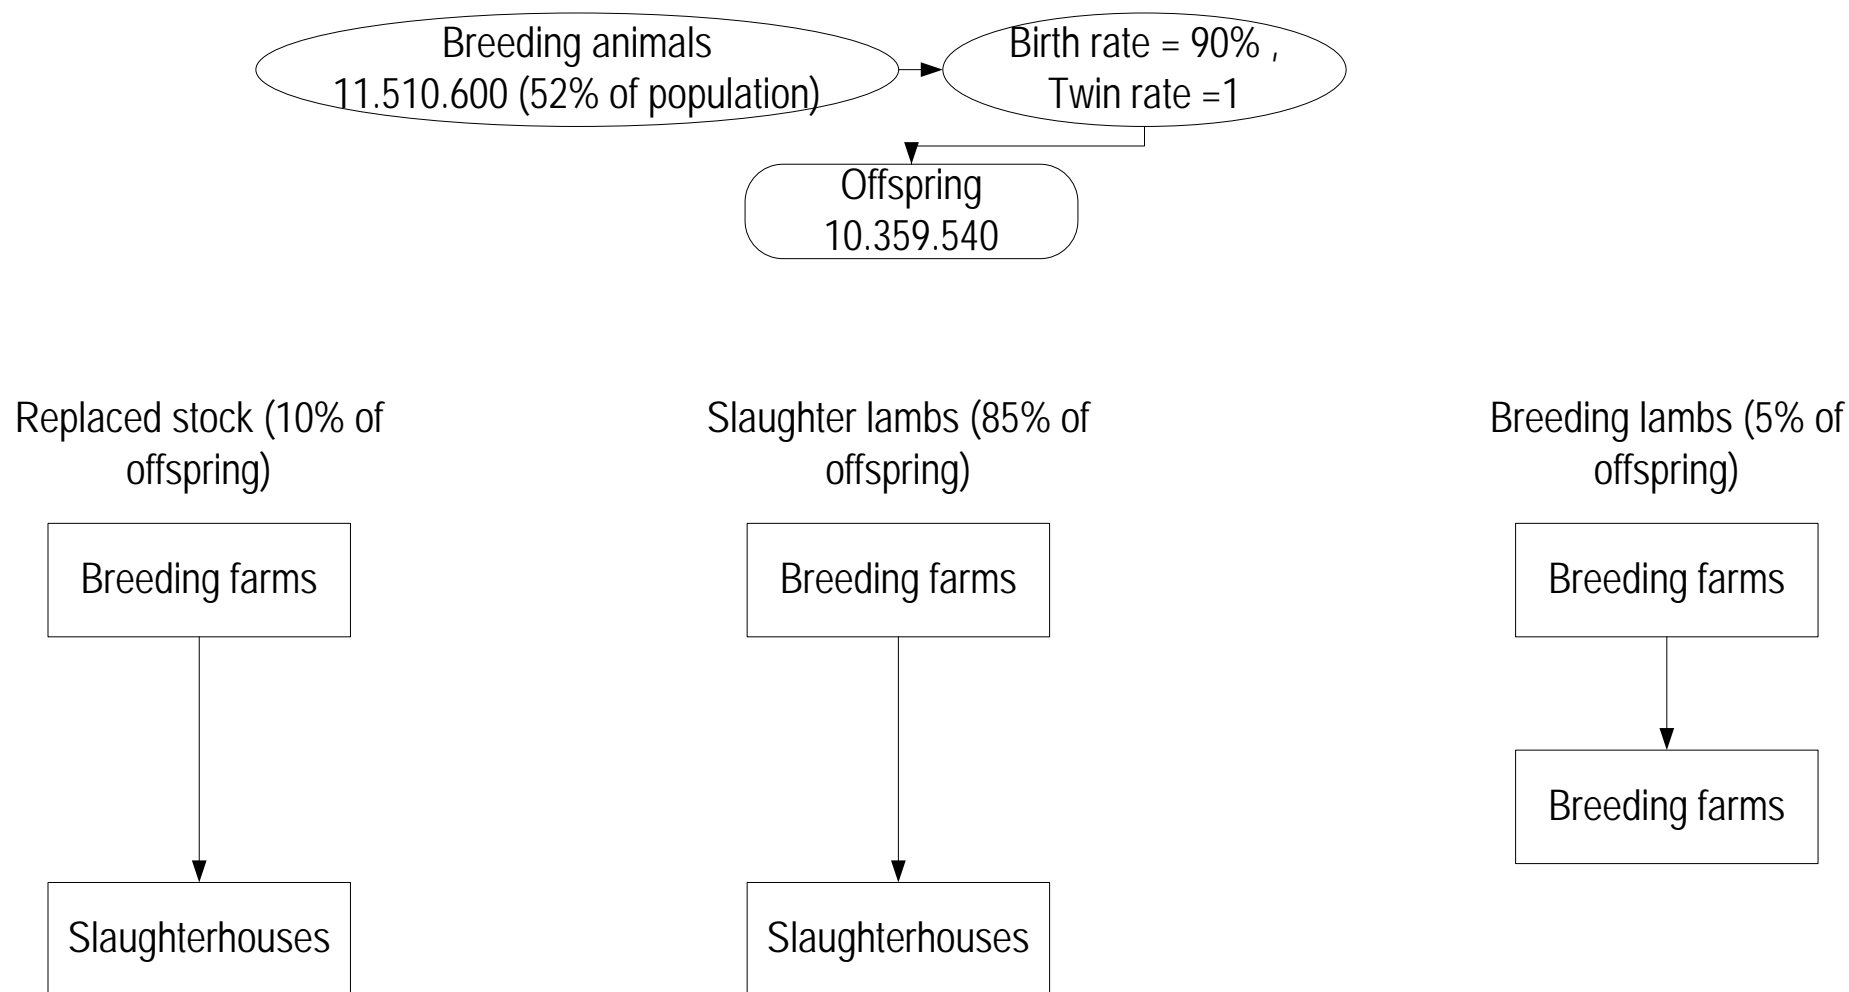 Breeding animals
11.510.600 (52% of population)
Birth rate = 90% ,
Twin rate =1
Offspring
10.359.540
Replaced stock (10% of
offspring)
Slaughter lambs (85% of
offspring)
Breeding lambs (5% of
offspring)
Breeding farms
Breeding farms
Breeding farms
Breeding farms
Slaughterhouses
Slaughterhouses